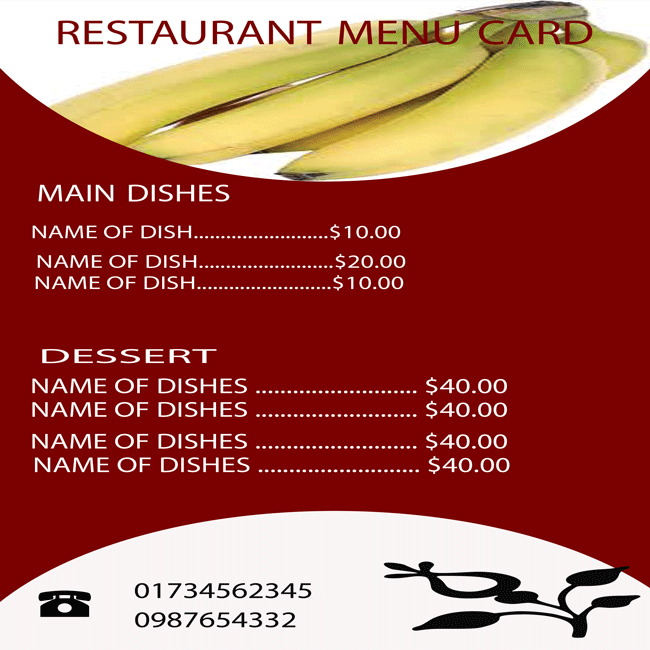 RESTAURANT MENU CARD
MAIN DISHES
NAME OF DISH.........................$10.00
NAME OF DISH.........................$20.00
NAME OF DISH.........................$10.00
DESSERT
NAME OF DISHES .......................... $40.00
NAME OF DISHES .......................... $40.00
NAME OF DISHES .......................... $40.00
NAME OF DISHES .......................... $40.00
01734562345
0987654332